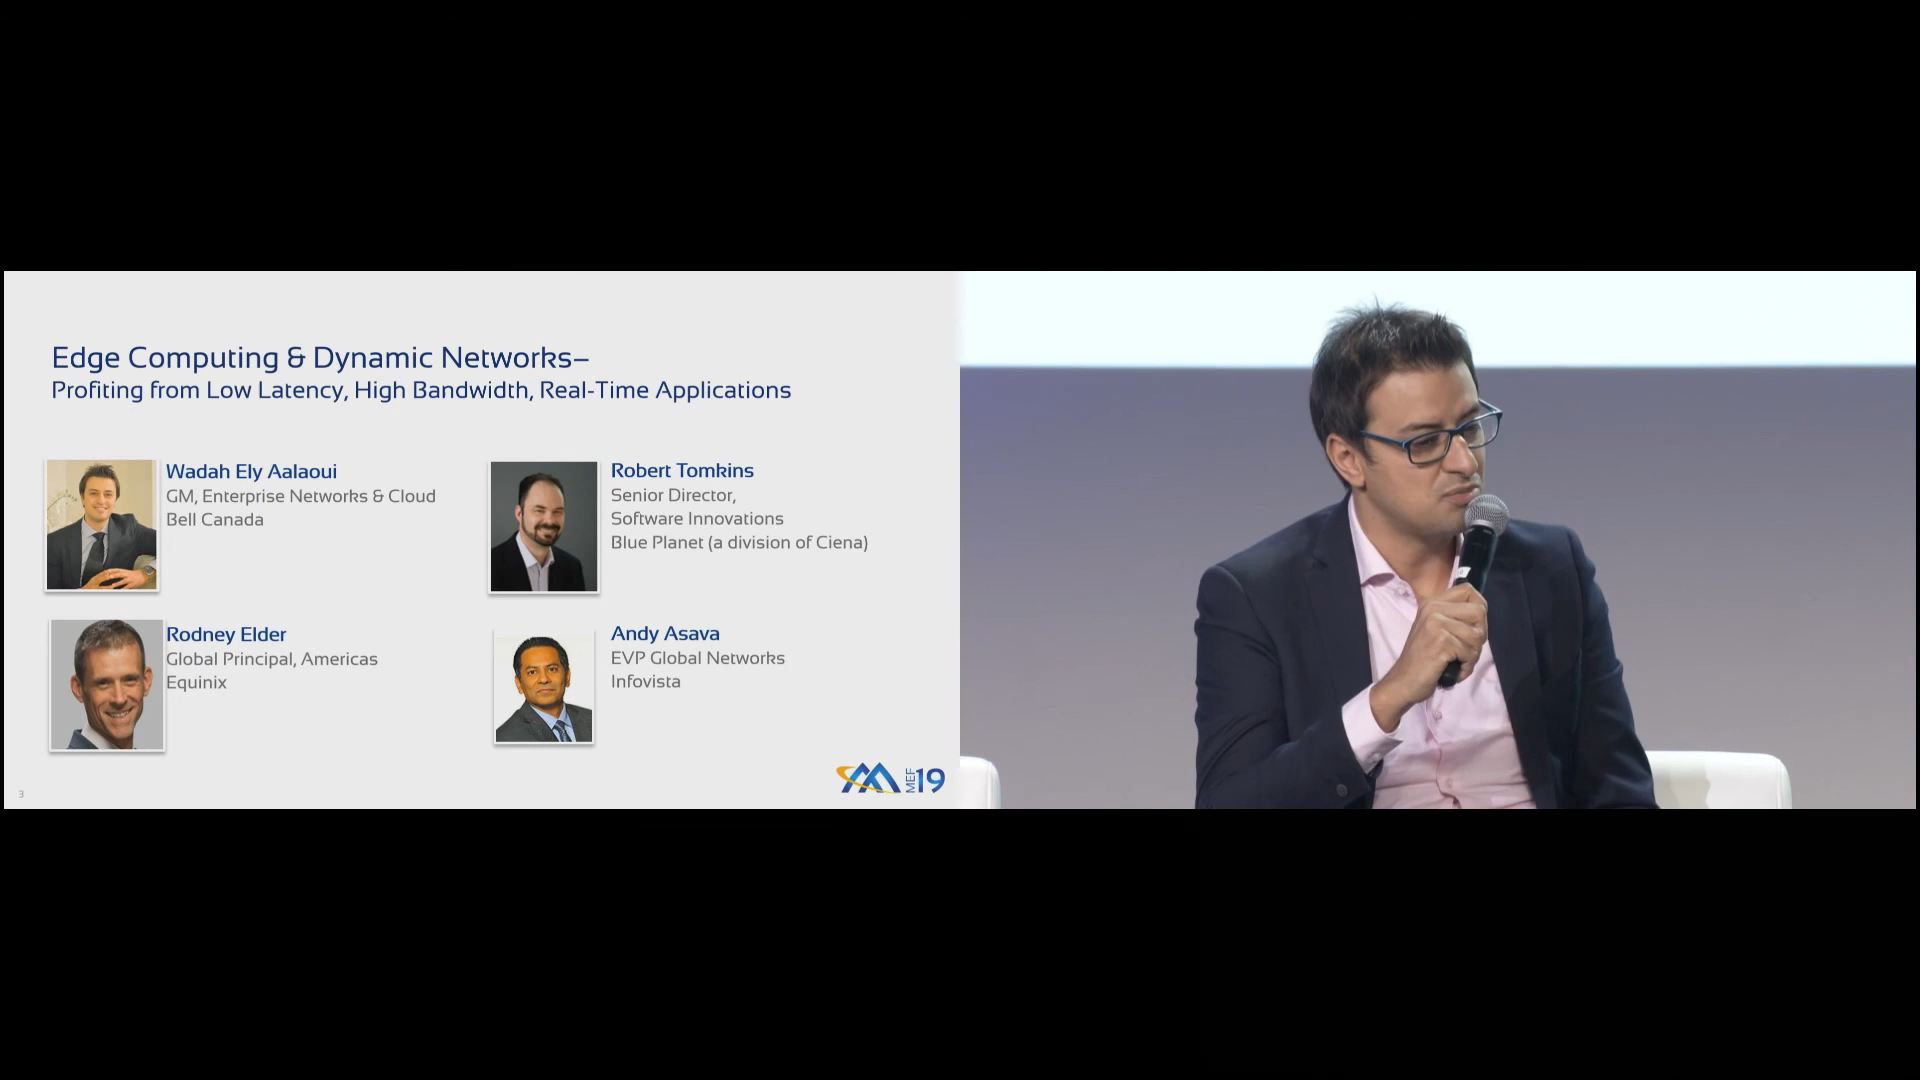 Edge Computing & Dynamic Networks–
Profiting from Low Latency, High Bandwidth, Real-Time Applications
Wadah Ely Aalaoui
GM, Enterprise Networks & Cloud
Bell Canada
Robert Tomkins
Senior Director,
Software Innovations
Blue Planet (a division of Ciena)
Rodney Elder
Global Principal, Americas
Equinix
Andy Asava
EVP Global Networks
Infovista
MEF 19
3